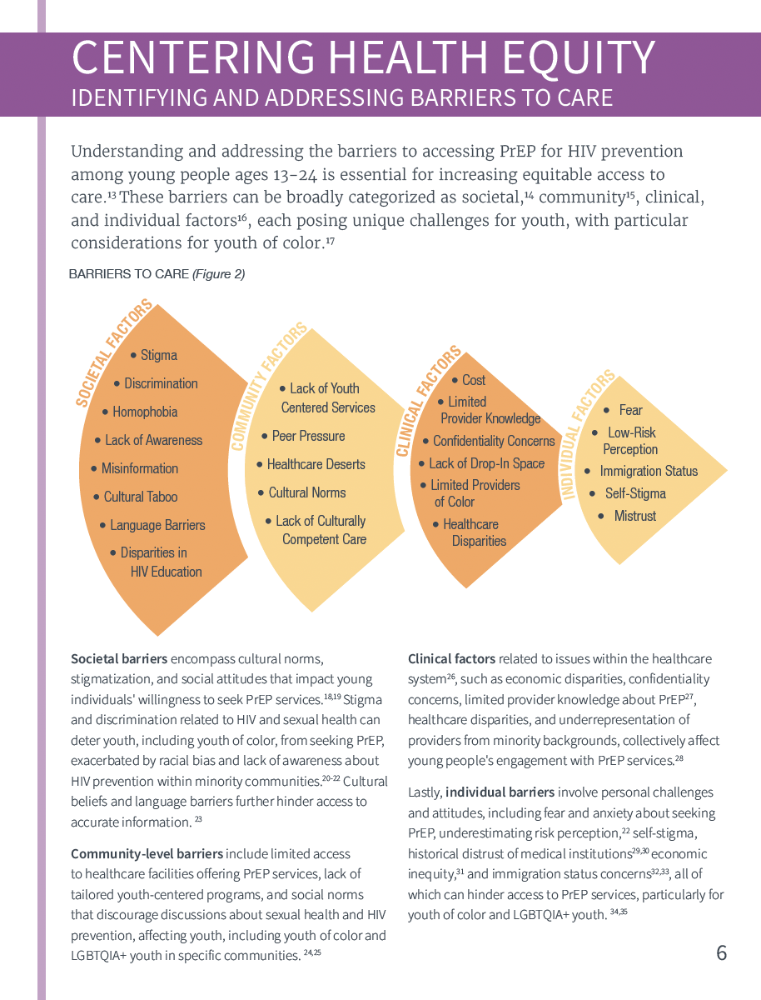 CENTERING HEALTH EQUITY
IDENTIFYING AND ADDRESSING BARRIERS TO CARE
Understanding and addressing the barriers to accessing PrEP for HIV prevention
among young people ages 13–24 is essential for increasing equitable access to
care.¹³ These barriers can be broadly categorized as societal,¹⁴ community¹⁵, clinical,
and individual factors¹⁶, each posing unique challenges for youth, with particular
considerations for youth of color.¹⁷
BARRIERS TO CARE (Figure 2)
SOCIETAL FACTORS
• Stigma
• Discrimination
• Homophobia
• Lack of Awareness
• Misinformation
• Cultural Taboo
• Language Barriers
• Disparities in
HIV Education
COMMUNITY FACTORS
• Lack of Youth
Centered Services
• Peer Pressure
• Healthcare Deserts
• Cultural Norms
• Lack of Culturally
Competent Care
CLINICAL FACTORS
• Cost
• Limited
Provider Knowledge
• Confidentiality Concerns
• Lack of Drop-In Space
• Limited Providers
of Color
• Healthcare
Disparities
INDIVIDUAL FACTORS
• Fear
• Low-Risk
Perception
• Immigration Status
• Self-Stigma
• Mistrust
Societal barriers encompass cultural norms,
stigmatization, and social attitudes that impact young
individuals' willingness to seek PrEP services.¹⁸,¹⁹ Stigma
and discrimination related to HIV and sexual health can
deter youth, including youth of color, from seeking PrEP,
exacerbated by racial bias and lack of awareness about
HIV prevention within minority communities.²⁰⁻²² Cultural
beliefs and language barriers further hinder access to
accurate information. ²³
Community-level barriers include limited access
to healthcare facilities offering PrEP services, lack of
tailored youth-centered programs, and social norms
that discourage discussions about sexual health and HIV
prevention, affecting youth, including youth of color and
LGBTQIA+ youth in specific communities. ²⁴,²⁵
Clinical factors related to issues within the healthcare
system²⁶, such as economic disparities, confidentiality
concerns, limited provider knowledge about PrEP²⁷,
healthcare disparities, and underrepresentation of
providers from minority backgrounds, collectively affect
young people's engagement with PrEP services.²⁸
Lastly, individual barriers involve personal challenges
and attitudes, including fear and anxiety about seeking
PrEP, underestimating risk perception,²² self-stigma,
historical distrust of medical institutions²⁹,³⁰ economic
inequity,³¹ and immigration status concerns³²,³³, all of
which can hinder access to PrEP services, particularly for
youth of color and LGBTQIA+ youth. ³⁴,³⁵
6